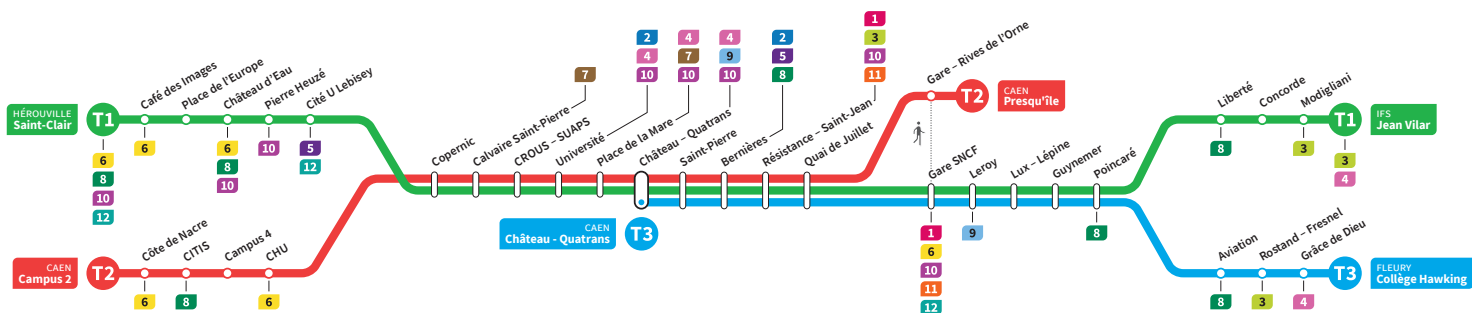 HÉROUVILLE
Saint-Clair
T1
6
8
10
12
Café des Images
6
Place de l'Europe
Château d'Eau
6
8
10
Pierre Heuzé
10
Cité U Lebisey
5
12
CAEN
Campus 2
T2
Côte de Nacre
6
CITIS
8
Campus 4
CHU
6
Copernic
Calvaire Saint-Pierre
7
CROUS – SUAPS
Université
2
4
10
Place de la Mare
4
7
10
Château – Quatrans
4
9
10
CAEN
Château - Quatrans
T3
Saint-Pierre
Bernières
2
5
8
Résistance – Saint-Jean
1
3
10
11
Quai de Juillet
Gare – Rives de l'Orne
T2
CAEN
Presqu'île
Gare SNCF
1
6
10
11
12
Leroy
9
Lux – Lépine
Guynemer
Poincaré
8
Liberté
8
Concorde
Modigliani
3
T1
IFS
Jean Vilar
3
4
Aviation
8
Rostand – Fresnel
3
Grâce de Dieu
4
T3
FLEURY
Collège Hawking